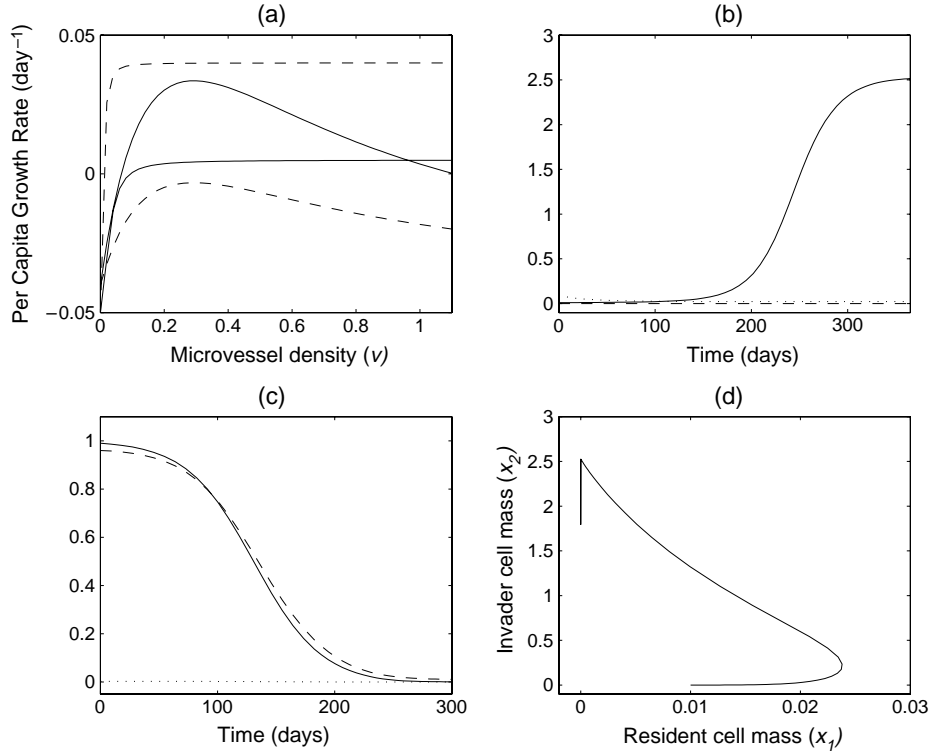 (a)
Per Capita Growth Rate (day⁻¹)
0.05
0
−0.05
0 0.2 0.4 0.6 0.8 1
Microvessel density (v)
(b)
3
2.5
2
1.5
1
0.5
0
0 100 200 300
Time (days)
(c)
1
0.8
0.6
0.4
0.2
0
0 100 200 300
Time (days)
(d)
Invader cell mass (x₂)
3
2.5
2
1.5
1
0.5
0
0 0.01 0.02 0.03
Resident cell mass (x₁)